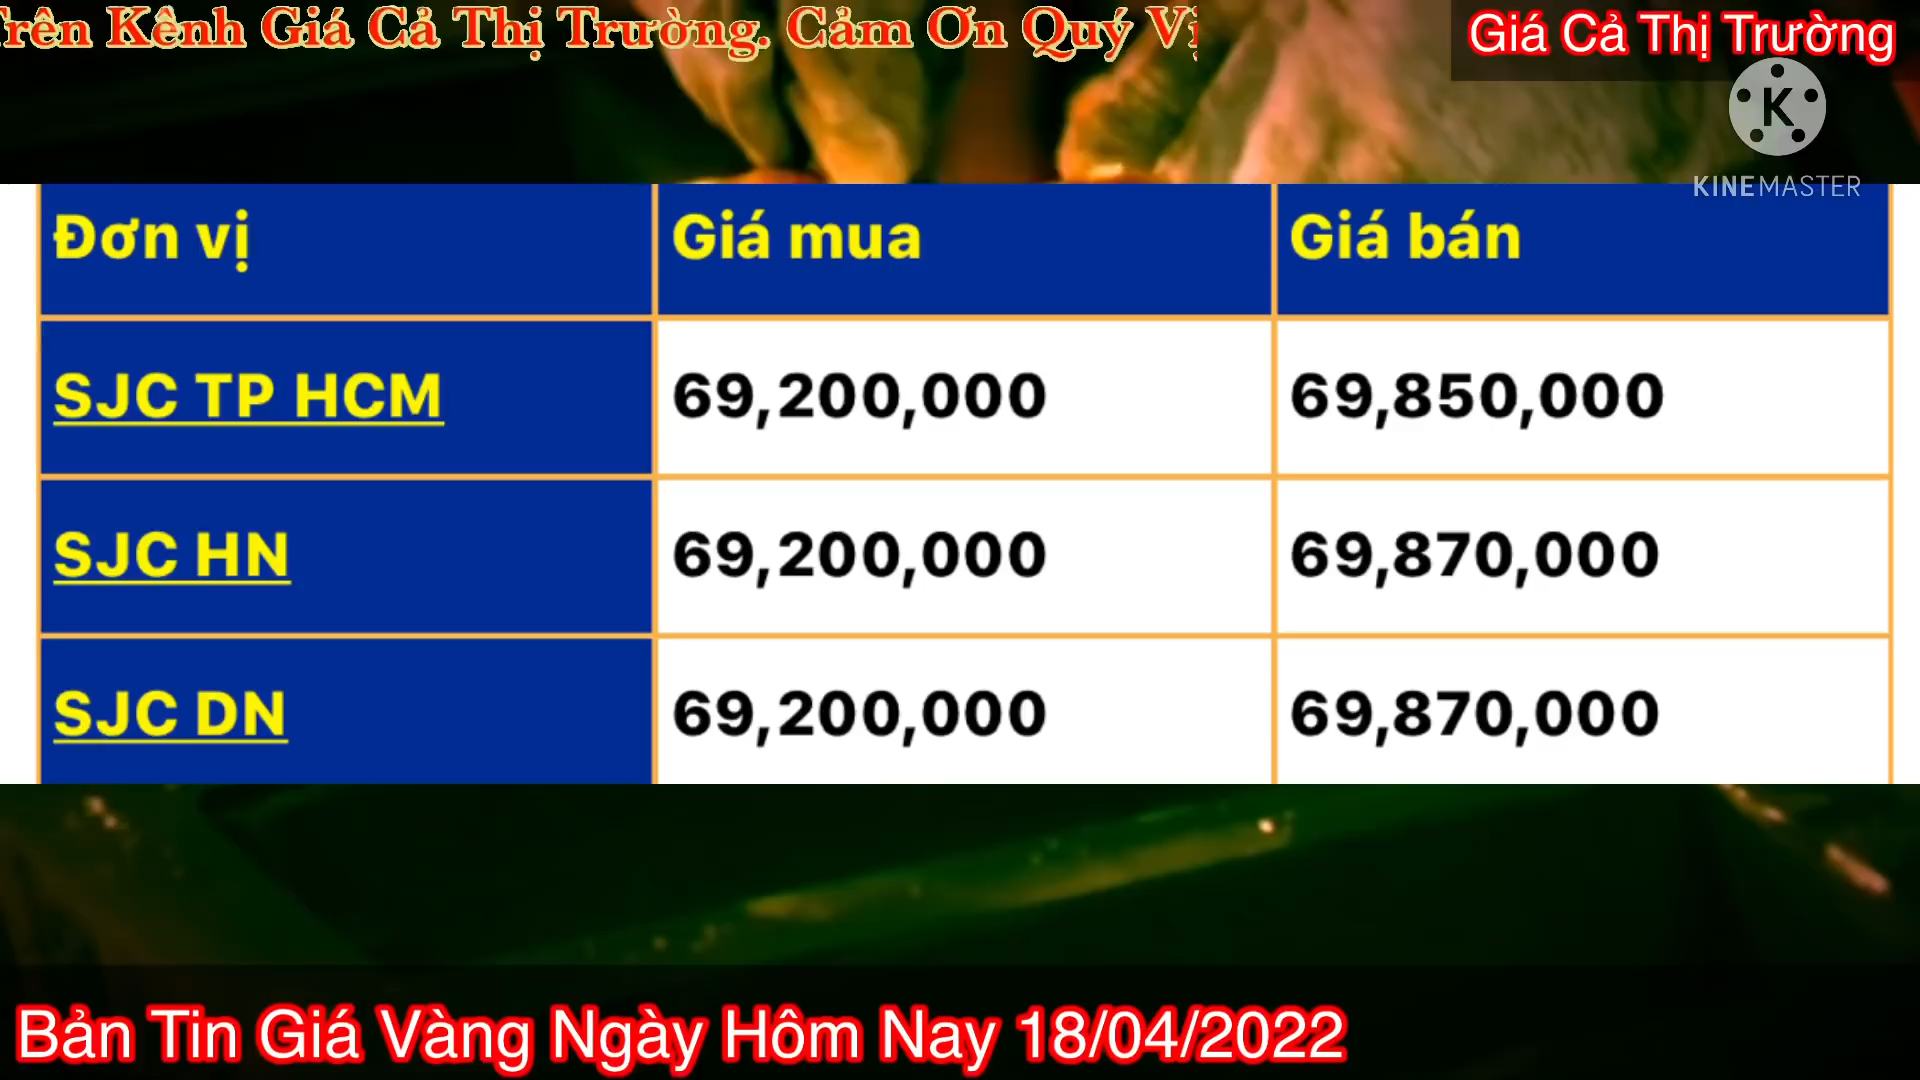 Trên Kênh Giá Cả Thị Trường. Cảm Ơn Quý Vị
Giá Cả Thị Trường
K
KINEMASTER
Đơn vị Giá mua Giá bán
SJC TP HCM 69,200,000 69,850,000
SJC HN 69,200,000 69,870,000
SJC DN 69,200,000 69,870,000
Bản Tin Giá Vàng Ngày Hôm Nay 18/04/2022